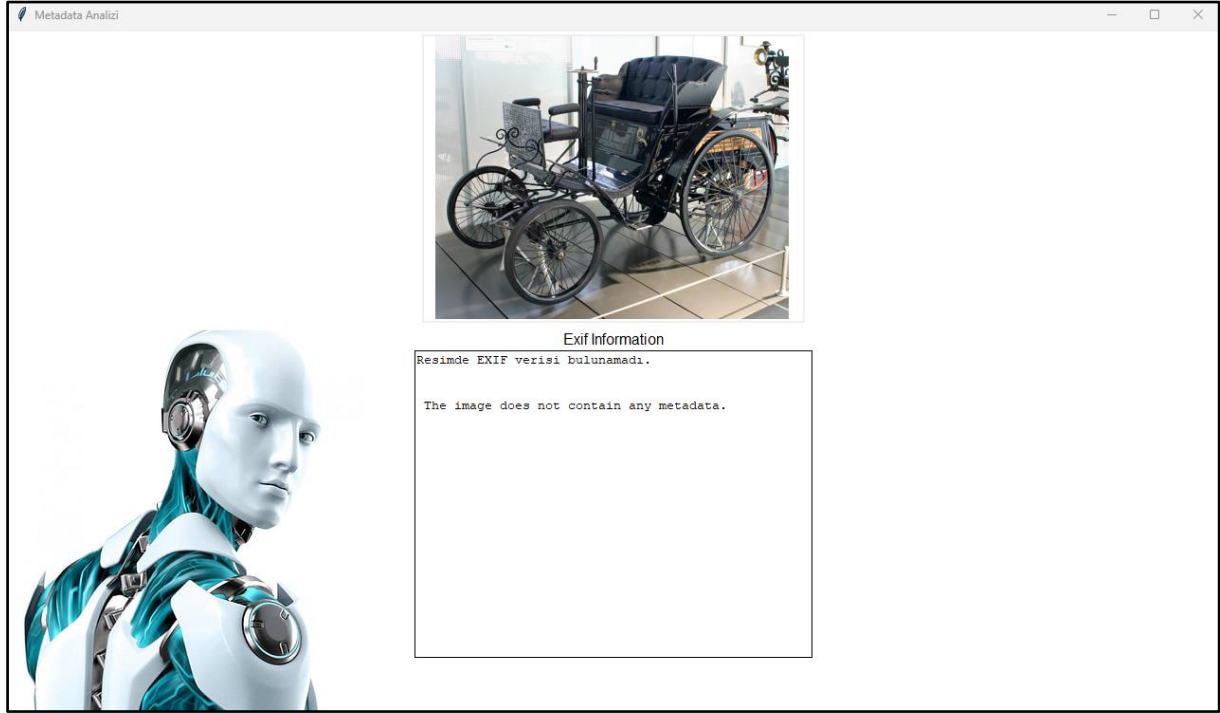 Metadata Analizi
Exif Information
Resimde EXIF verisi bulunamadı.
The image does not contain any metadata.